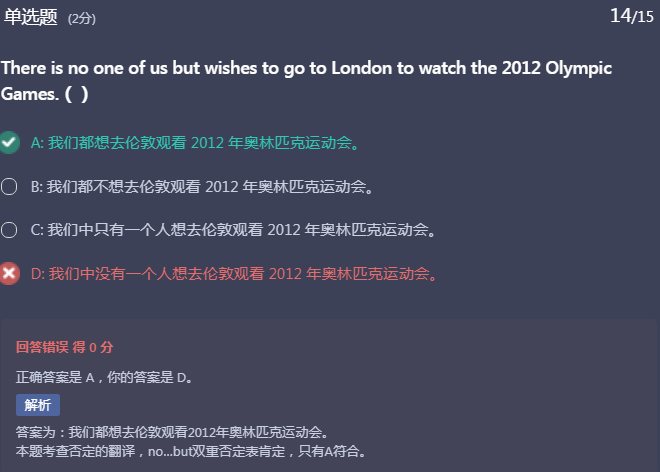 单选题 (2分) 14/15
There is no one of us but wishes to go to London to watch the 2012 Olympic
Games. ( )
A: 我们都想去伦敦观看 2012 年奥林匹克运动会。
B: 我们都不想去伦敦观看 2012 年奥林匹克运动会。
C: 我们中只有一个人想去伦敦观看 2012 年奥林匹克运动会。
D: 我们中没有一个人想去伦敦观看 2012 年奥林匹克运动会。
回答错误 得 0 分
正确答案是 A，你的答案是 D。
解析
答案为：我们都想去伦敦观看2012年奥林匹克运动会。
本题考查否定的翻译，no...but双重否定表肯定，只有A符合。